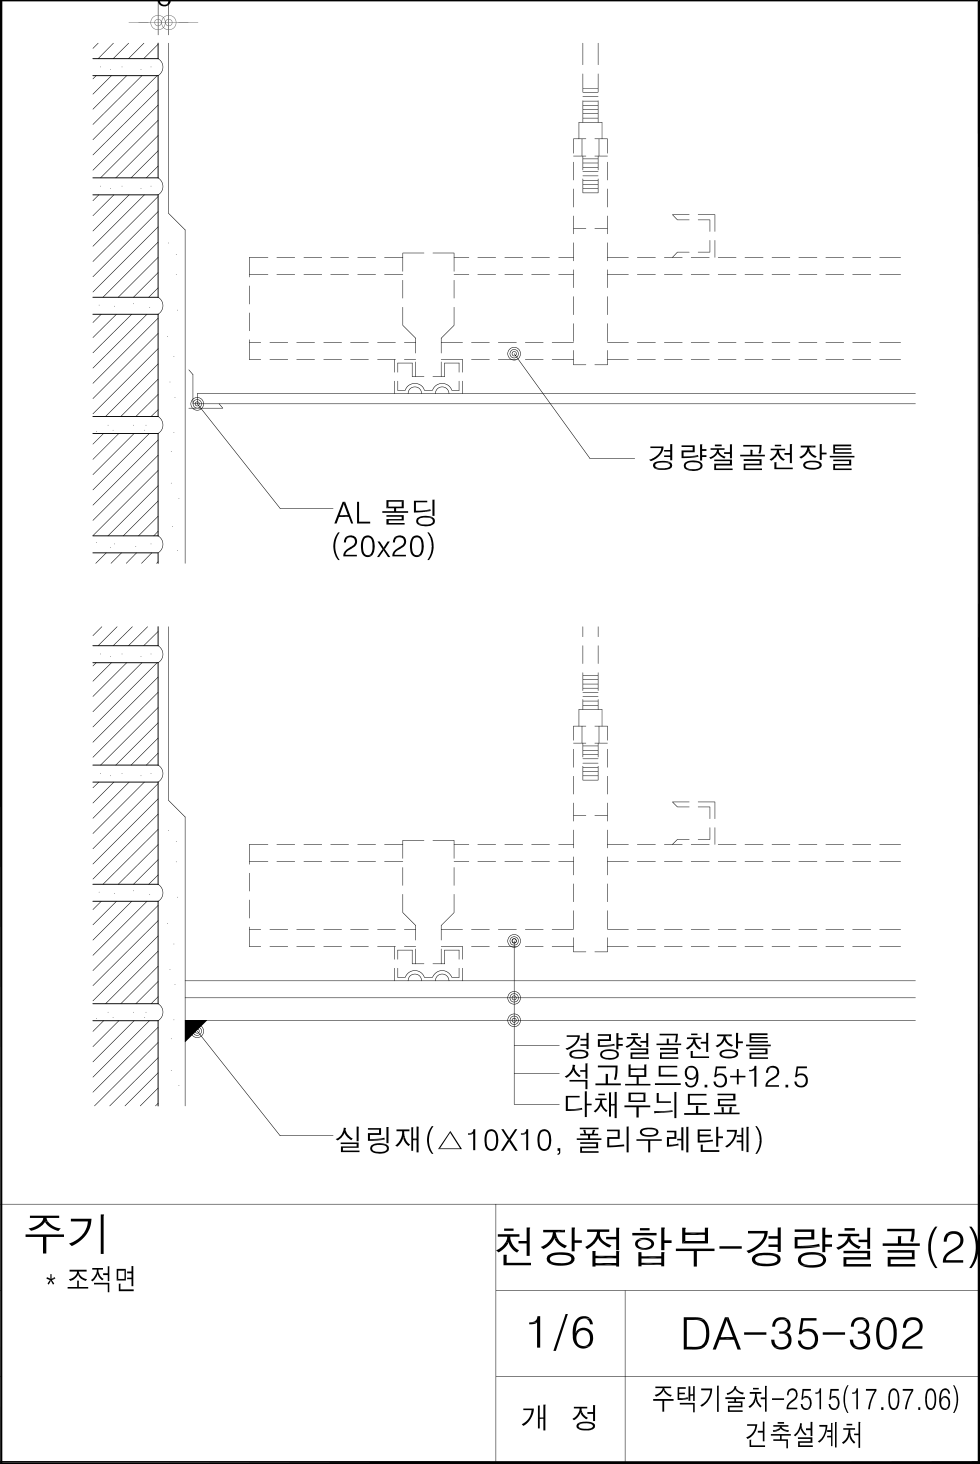 경량철골천장틀
AL 몰딩
(20x20)
경량철골천장틀
석고보드9.5+12.5
다채무늬도료
실링재(△10X10, 폴리우레탄계)
주기
* 조적면
천장접합부-경량철골(2)
1/6
DA-35-302
개 정
주택기술처-2515(17.07.06)
건축설계처